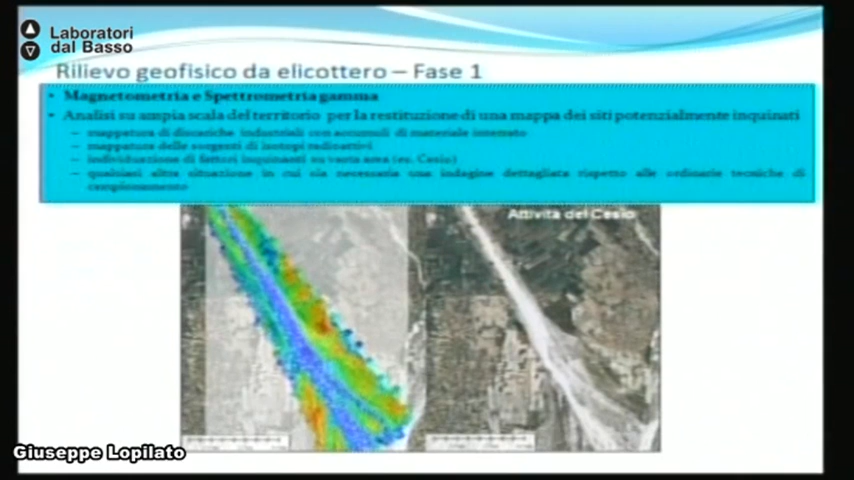 Laboratori
dal Basso
Rilievo geofisico da elicottero – Fase 1
• Magnetometria e Spettrometria gamma
• Analisi su ampia scala del territorio per la restituzione di una mappa dei siti potenzialmente inquinati
– mappatura di discariche industriali con accumuli di materiale interrato
– mappatura delle sorgenti di isotopi radioattivi
– individuazione di fattori inquinanti su vasta area (es. Cesio)
– qualsiasi altra situazione in cui sia necessaria una indagine dettagliata rispetto alle ordinarie tecniche di
campionamento
Attività del Cesio
Giuseppe Lopilato